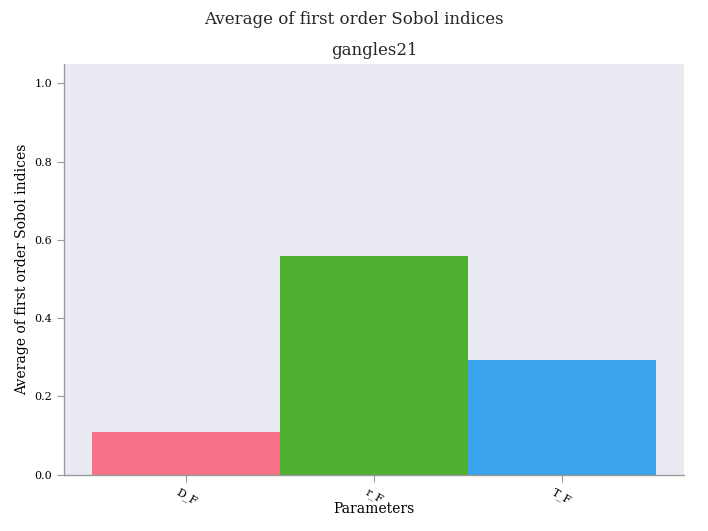 Average of first order Sobol indices
gangles21
1.0
0.8
0.6
0.4
0.2
0.0
Average of first order Sobol indices
D_F
r_F
T_F
Parameters